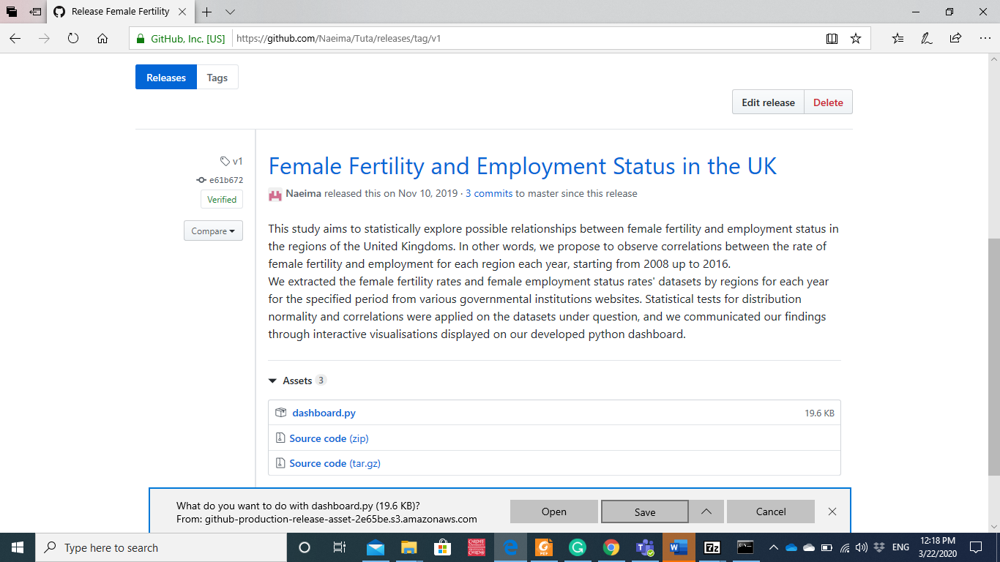 Release Female Fertility
GitHub, Inc. [US]
https://github.com/Naeima/Tuta/releases/tag/v1
Releases
Tags
Edit release
Delete
v1
e61b672
Verified
Compare
Female Fertility and Employment Status in the UK
Naeima released this on Nov 10, 2019 · 3 commits to master since this release
This study aims to statistically explore possible relationships between female fertility and employment status in
the regions of the United Kingdoms. In other words, we propose to observe correlations between the rate of
female fertility and employment for each region each year, starting from 2008 up to 2016.
We extracted the female fertility rates and female employment status rates' datasets by regions for each year
for the specified period from various governmental institutions websites. Statistical tests for distribution
normality and correlations were applied on the datasets under question, and we communicated our findings
through interactive visualisations displayed on our developed python dashboard.
Assets 3
dashboard.py
19.6 KB
Source code (zip)
Source code (tar.gz)
What do you want to do with dashboard.py (19.6 KB)?
From: github-production-release-asset-2e65be.s3.amazonaws.com
Open
Save
Cancel
Type here to search
PDF
7z
ENG
12:18 PM
3/22/2020